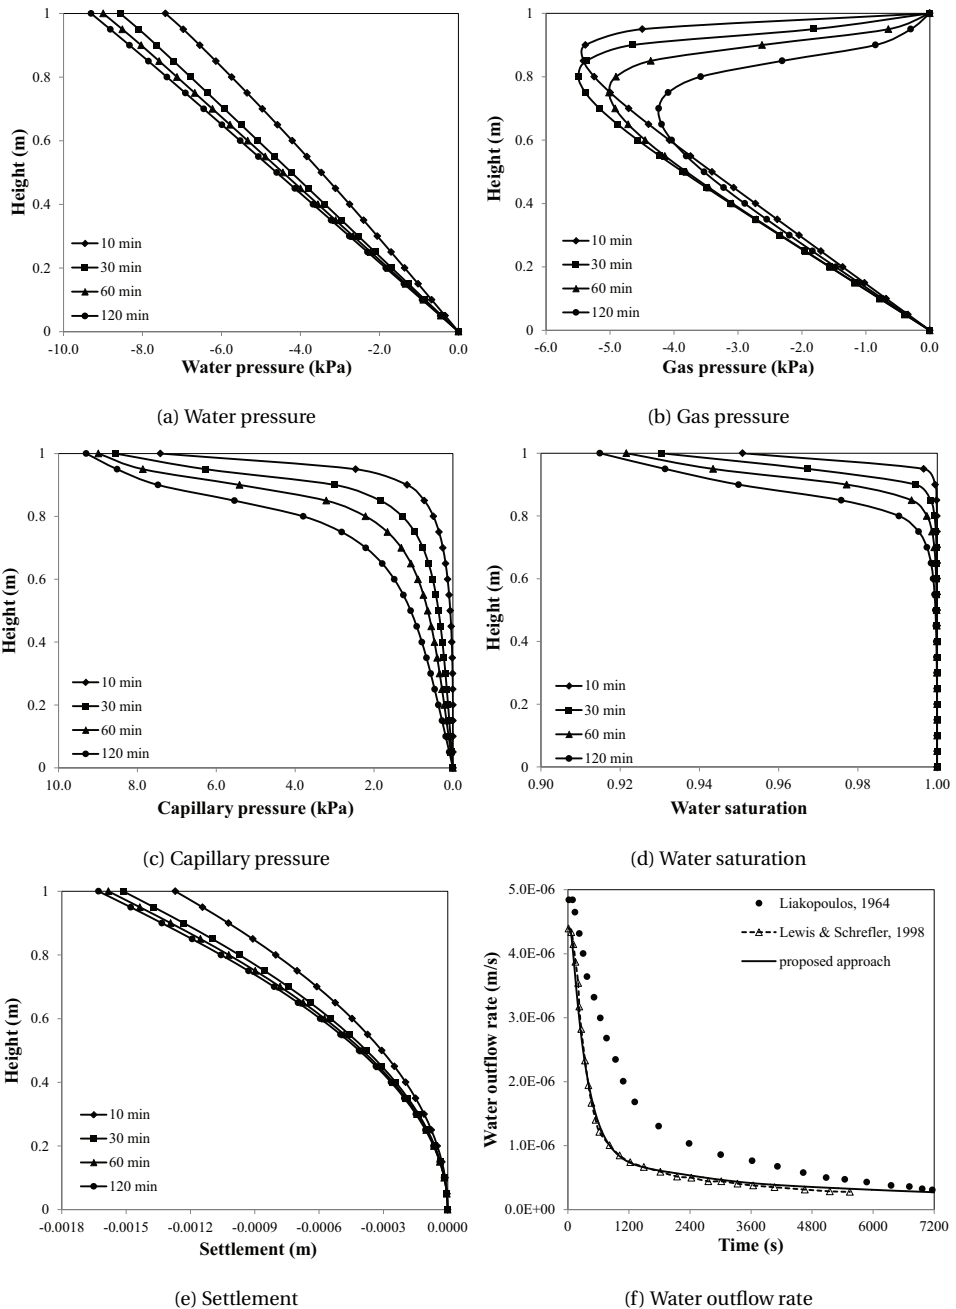 1
0.8
0.6
0.4
0.2
0
Height (m)
10 min
30 min
60 min
120 min
-10.0 -8.0 -6.0 -4.0 -2.0 0.0
Water pressure (kPa)
(a) Water pressure
1
0.8
0.6
0.4
0.2
0
Height (m)
10 min
30 min
60 min
120 min
-6.0 -5.0 -4.0 -3.0 -2.0 -1.0 0.0
Gas pressure (kPa)
(b) Gas pressure
1
0.8
0.6
0.4
0.2
0
Height (m)
10 min
30 min
60 min
120 min
10.0 8.0 6.0 4.0 2.0 0.0
Capillary pressure (kPa)
(c) Capillary pressure
1
0.8
0.6
0.4
0.2
0
Height (m)
10 min
30 min
60 min
120 min
0.90 0.92 0.94 0.96 0.98 1.00
Water saturation
(d) Water saturation
1
0.8
0.6
0.4
0.2
0
Height (m)
10 min
30 min
60 min
120 min
-0.0018 -0.0015 -0.0012 -0.0009 -0.0006 -0.0003 0.0000
Settlement (m)
(e) Settlement
5.0E-06
4.0E-06
3.0E-06
2.0E-06
1.0E-06
0.0E+00
Water outflow rate (m/s)
Liakopoulos, 1964
Lewis & Schrefler, 1998
proposed approach
0 1200 2400 3600 4800 6000 7200
Time (s)
(f) Water outflow rate